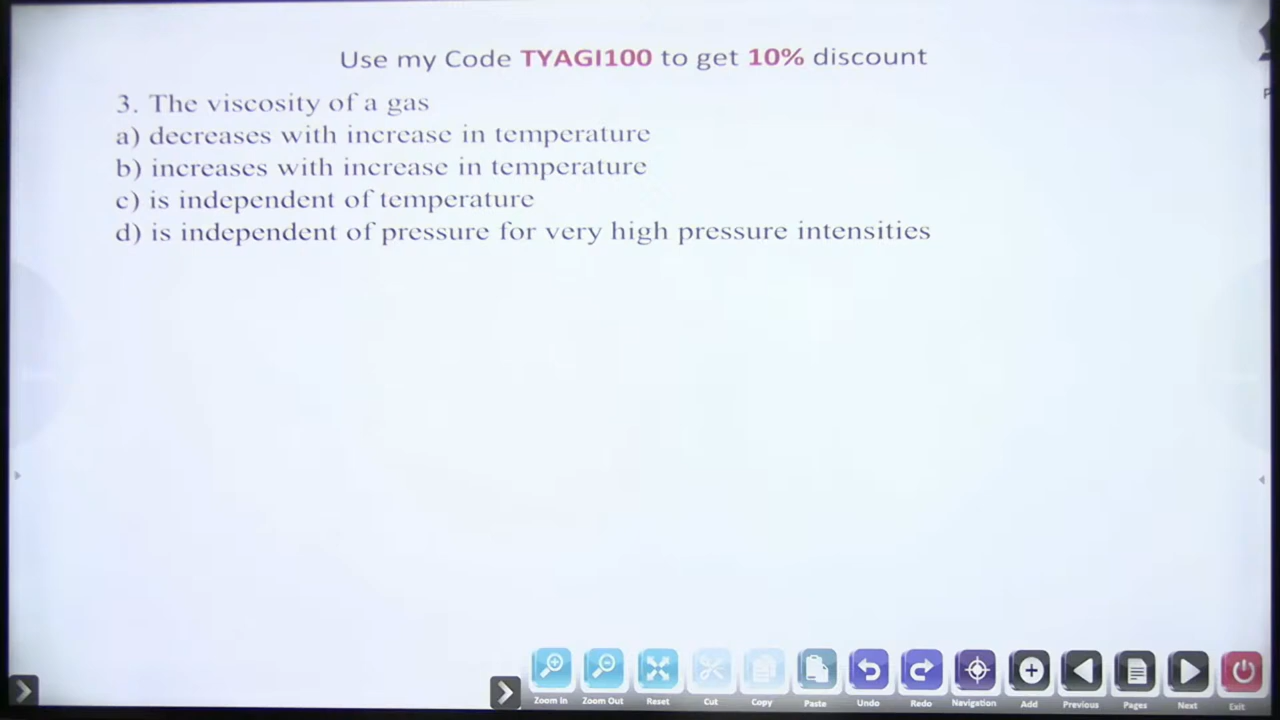 Use my Code TYAGI100 to get 10% discount
3. The viscosity of a gas
a) decreases with increase in temperature
b) increases with increase in temperature
c) is independent of temperature
d) is independent of pressure for very high pressure intensities
Zoom In Zoom Out Reset Cut Copy Paste Undo Redo Navigation Add Previous Pages Next Exit